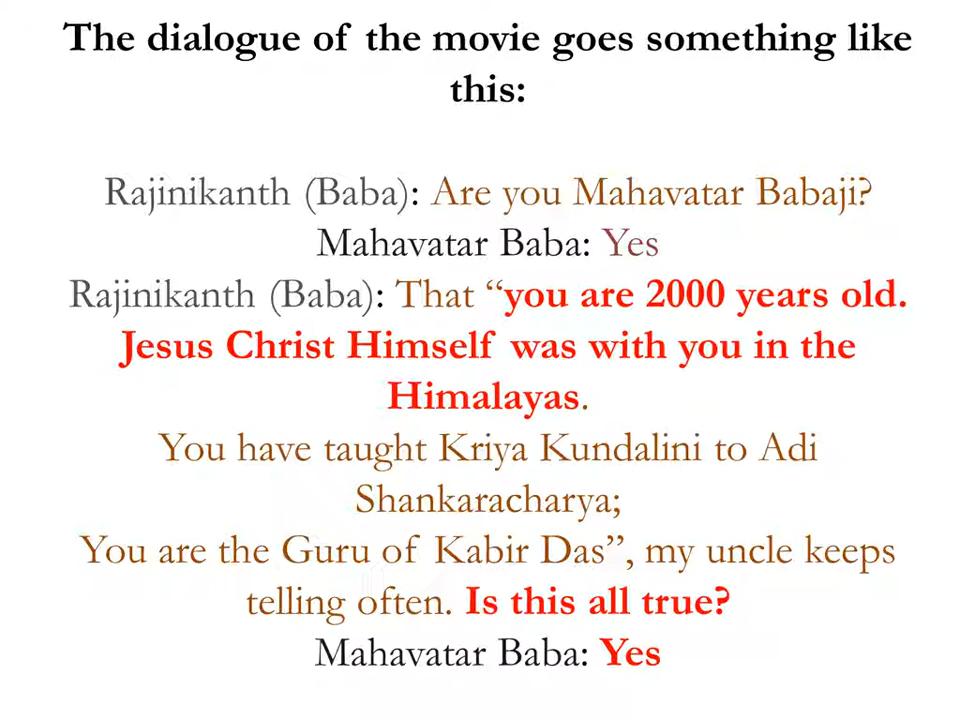 The dialogue of the movie goes something like
this:
Rajinikanth (Baba): Are you Mahavatar Babaji?
Mahavatar Baba: Yes
Rajinikanth (Baba): That “you are 2000 years old.
Jesus Christ Himself was with you in the
Himalayas.
You have taught Kriya Kundalini to Adi
Shankaracharya;
You are the Guru of Kabir Das”, my uncle keeps
telling often. Is this all true?
Mahavatar Baba: Yes